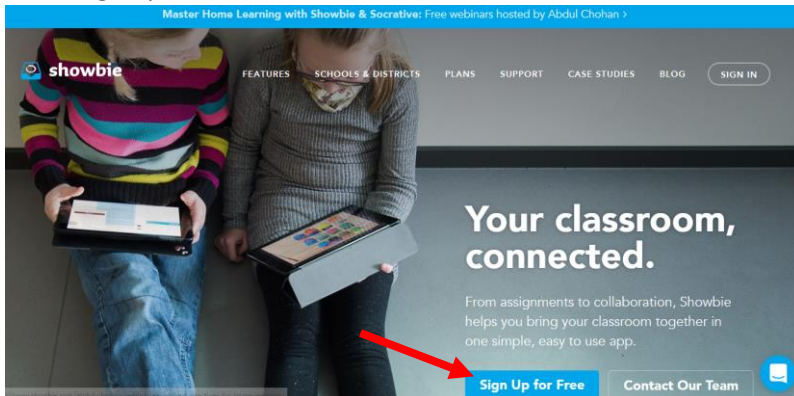 Master Home Learning with Showbie & Socrative: Free webinars hosted by Abdul Chohan >
showbie
FEATURES SCHOOLS & DISTRICTS PLANS SUPPORT CASE STUDIES BLOG SIGN IN
Your classroom,
connected.
From assignments to collaboration, Showbie
helps you bring your classroom together in
one simple, easy to use app.
Sign Up for Free Contact Our Team